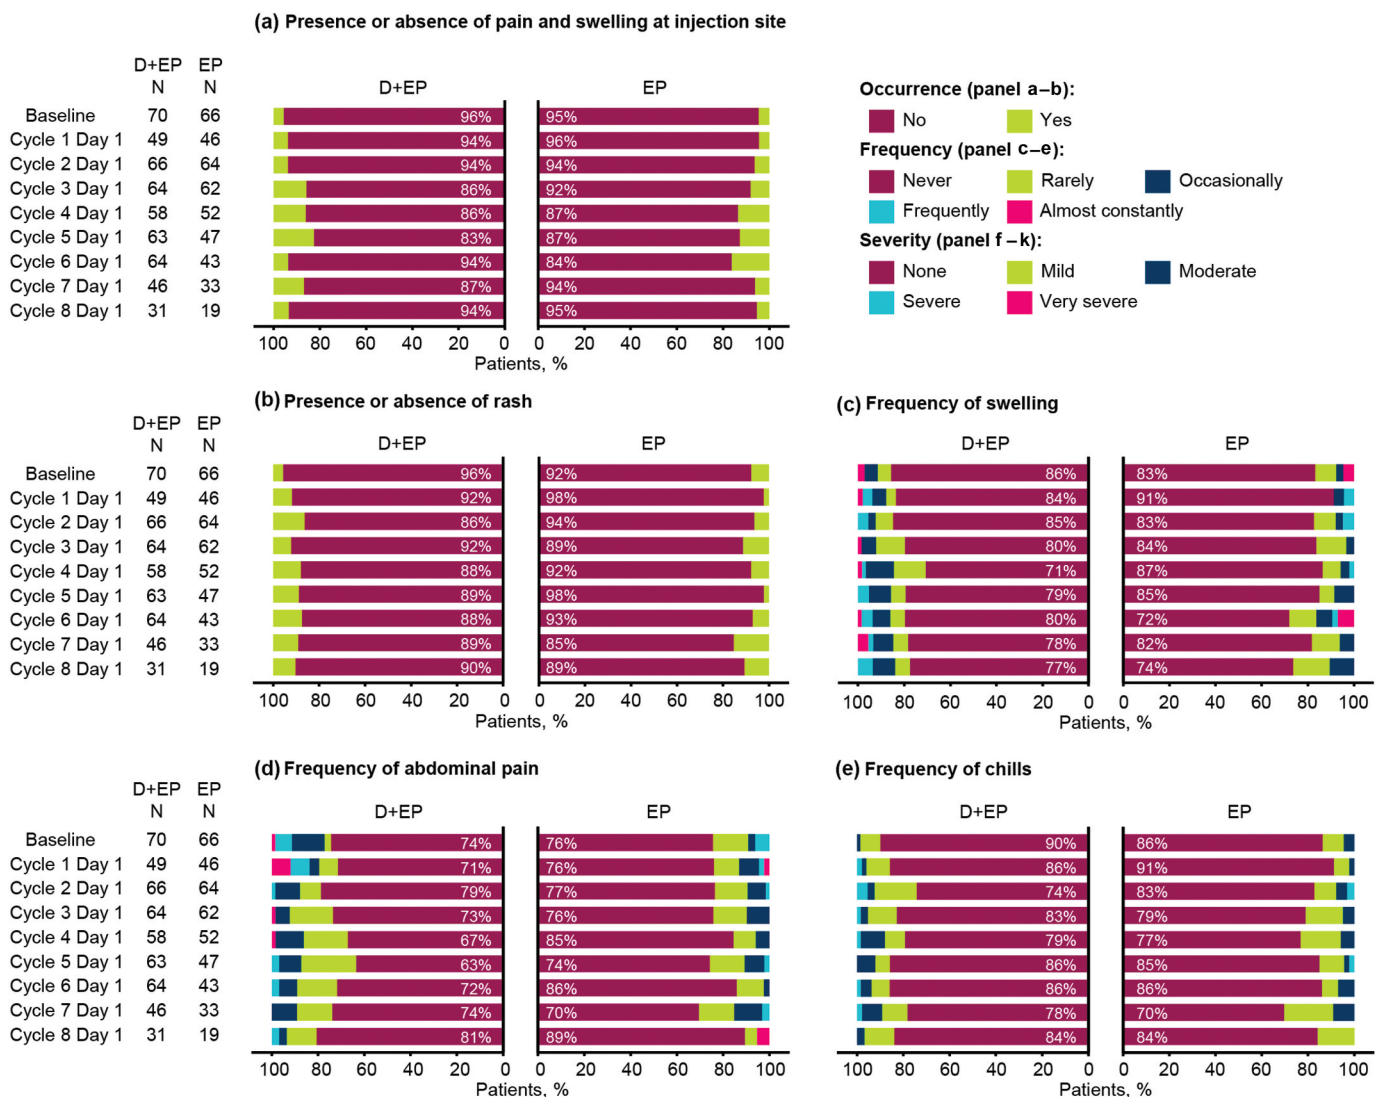 (a) Presence or absence of pain and swelling at injection site
D+EP EP
N N
D+EP EP
Baseline 70 66 96% 95%
Cycle 1 Day 1 49 46 94% 96%
Cycle 2 Day 1 66 64 94% 94%
Cycle 3 Day 1 64 62 86% 92%
Cycle 4 Day 1 58 52 86% 87%
Cycle 5 Day 1 63 47 83% 87%
Cycle 6 Day 1 64 43 94% 84%
Cycle 7 Day 1 46 33 87% 94%
Cycle 8 Day 1 31 19 94% 95%
100 80 60 40 20 0 0 20 40 60 80 100
Patients, %
Occurrence (panel a–b):
No Yes
Frequency (panel c–e):
Never Rarely Occasionally
Frequently Almost constantly
Severity (panel f–k):
None Mild Moderate
Severe Very severe
(b) Presence or absence of rash
(c) Frequency of swelling
D+EP EP
N N
D+EP EP D+EP EP
Baseline 70 66 96% 92% 86% 83%
Cycle 1 Day 1 49 46 92% 98% 84% 91%
Cycle 2 Day 1 66 64 86% 94% 85% 83%
Cycle 3 Day 1 64 62 92% 89% 80% 84%
Cycle 4 Day 1 58 52 88% 92% 71% 87%
Cycle 5 Day 1 63 47 89% 98% 79% 85%
Cycle 6 Day 1 64 43 88% 93% 80% 72%
Cycle 7 Day 1 46 33 89% 85% 78% 82%
Cycle 8 Day 1 31 19 90% 89% 77% 74%
100 80 60 40 20 0 0 20 40 60 80 100 100 80 60 40 20 0 0 20 40 60 80 100
Patients, % Patients, %
(d) Frequency of abdominal pain
(e) Frequency of chills
D+EP EP
N N
D+EP EP D+EP EP
Baseline 70 66 74% 76% 90% 86%
Cycle 1 Day 1 49 46 71% 76% 86% 91%
Cycle 2 Day 1 66 64 79% 77% 74% 83%
Cycle 3 Day 1 64 62 73% 76% 83% 79%
Cycle 4 Day 1 58 52 67% 85% 79% 77%
Cycle 5 Day 1 63 47 63% 74% 86% 85%
Cycle 6 Day 1 64 43 72% 86% 86% 86%
Cycle 7 Day 1 46 33 74% 70% 78% 70%
Cycle 8 Day 1 31 19 81% 89% 84% 84%
100 80 60 40 20 0 0 20 40 60 80 100 100 80 60 40 20 0 0 20 40 60 80 100
Patients, % Patients, %